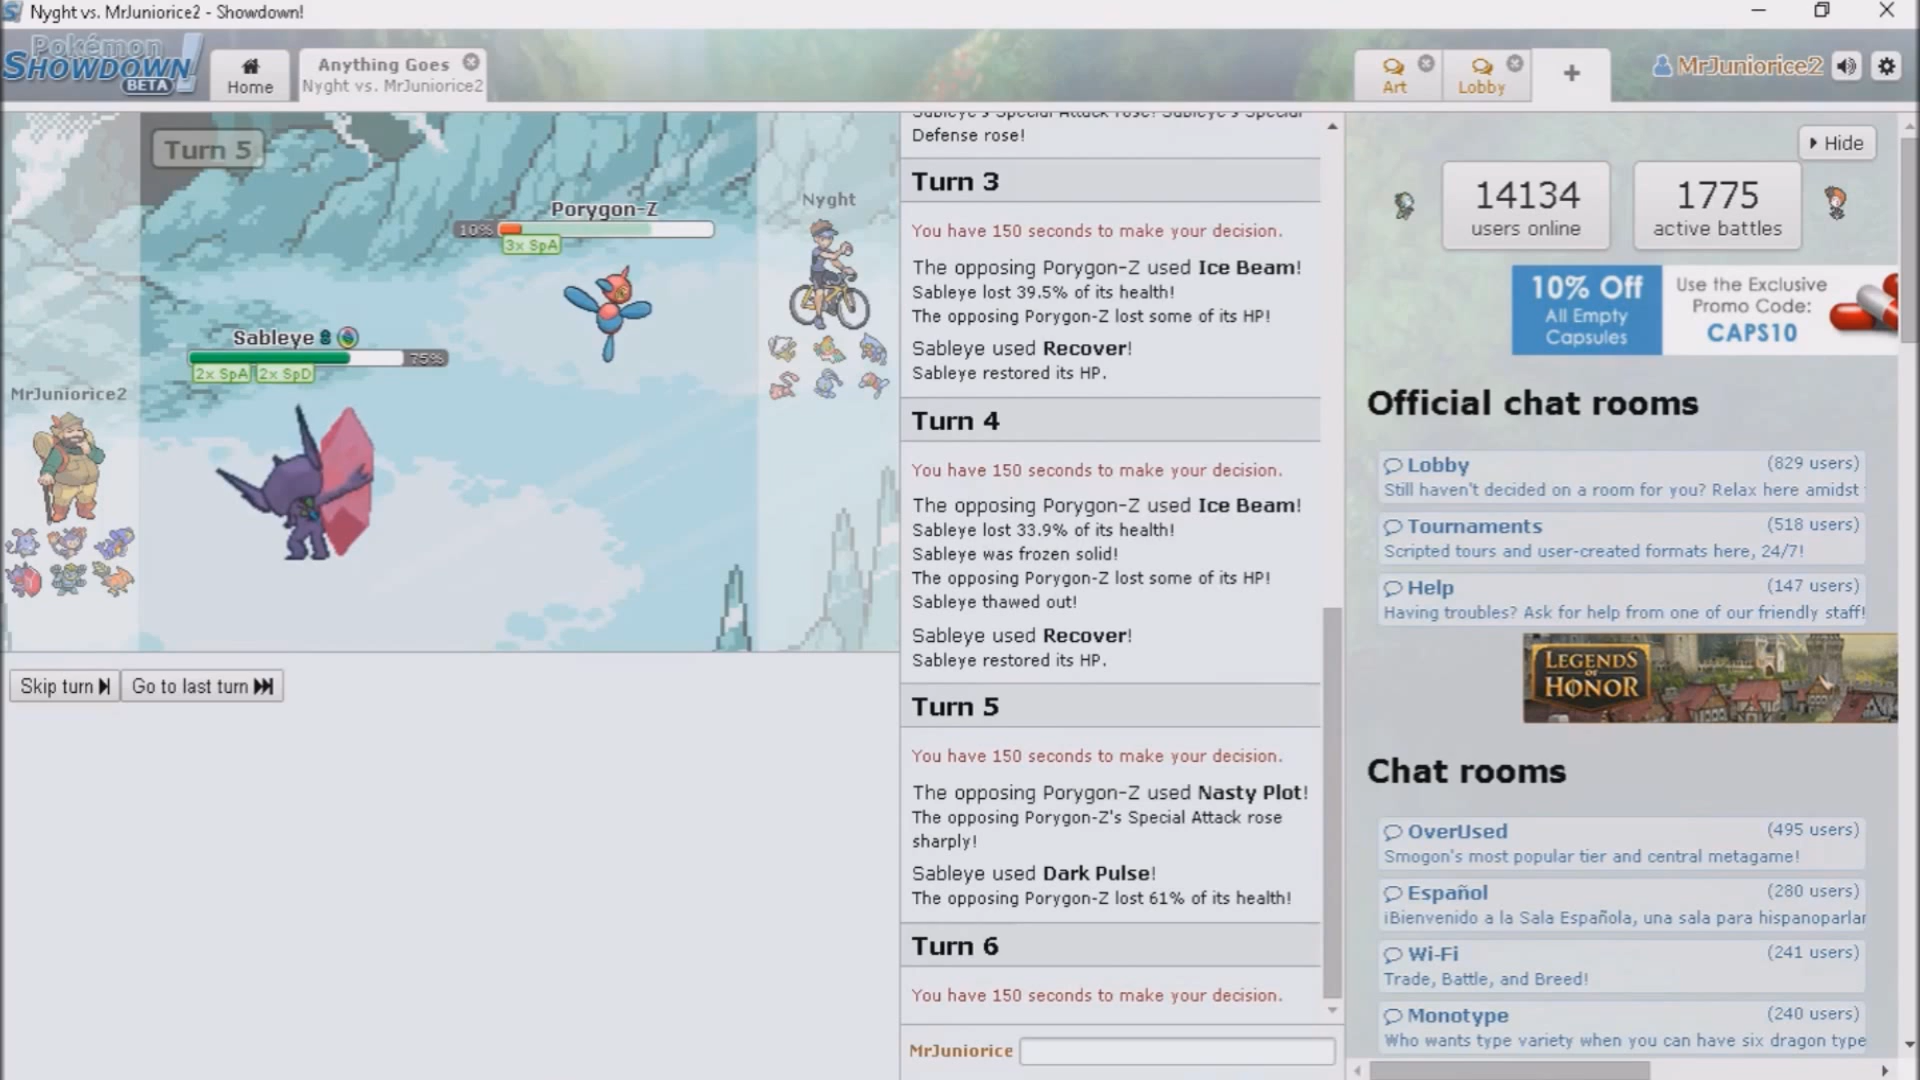 Nyght vs. MrJuniorice2 - Showdown!
Pokémon
SHOWDOWN!
BETA
Home
Anything Goes
Nyght vs. MrJuniorice2
Art
Lobby
+
MrJuniorice2
Turn 5
Nyght
Porygon-Z
10%
3x SpA
Sableye
75%
2x SpA 2x SpD
MrJuniorice2
Skip turn
Go to last turn
Sableye's Special Attack rose! Sableye's Special
Defense rose!
Turn 3
You have 150 seconds to make your decision.
The opposing Porygon-Z used Ice Beam!
Sableye lost 39.5% of its health!
The opposing Porygon-Z lost some of its HP!
Sableye used Recover!
Sableye restored its HP.
Turn 4
You have 150 seconds to make your decision.
The opposing Porygon-Z used Ice Beam!
Sableye lost 33.9% of its health!
Sableye was frozen solid!
The opposing Porygon-Z lost some of its HP!
Sableye thawed out!
Sableye used Recover!
Sableye restored its HP.
Turn 5
You have 150 seconds to make your decision.
The opposing Porygon-Z used Nasty Plot!
The opposing Porygon-Z's Special Attack rose
sharply!
Sableye used Dark Pulse!
The opposing Porygon-Z lost 61% of its health!
Turn 6
You have 150 seconds to make your decision.
MrJuniorice
Hide
14134
users online
1775
active battles
10% Off
All Empty
Capsules
Use the Exclusive
Promo Code:
CAPS10
Official chat rooms
Lobby (829 users)
Still haven't decided on a room for you? Relax here amidst
Tournaments (518 users)
Scripted tours and user-created formats here, 24/7!
Help (147 users)
Having troubles? Ask for help from one of our friendly staff!
LEGENDS
OF
HONOR
Chat rooms
OverUsed (495 users)
Smogon's most popular tier and central metagame!
Español (280 users)
¡Bienvenido a la Sala Española, una sala para hispanoparlar
Wi-Fi (241 users)
Trade, Battle, and Breed!
Monotype (240 users)
Who wants type variety when you can have six dragon type